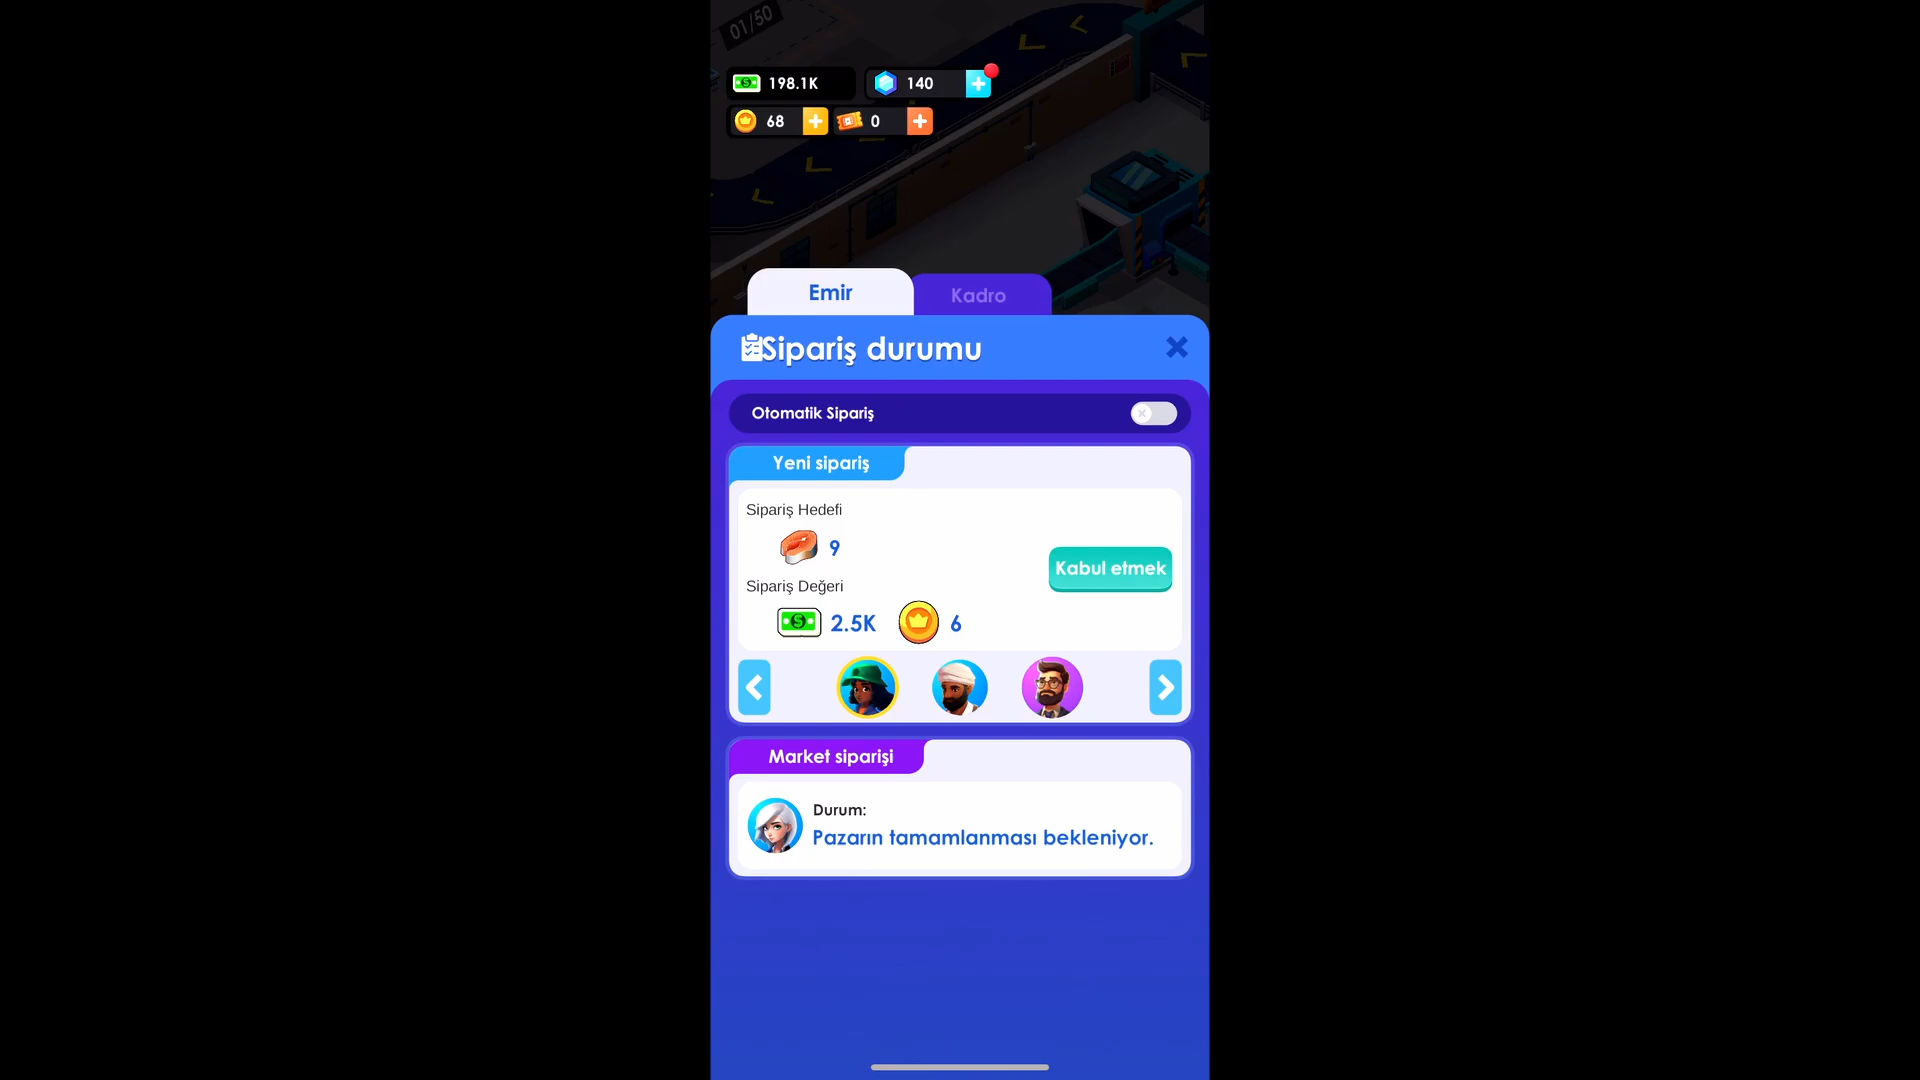 01/50
198.1K
140
68
0
Emir
Kadro
Sipariş durumu
Otomatik Sipariş
Yeni sipariş
Sipariş Hedefi
9
Kabul etmek
Sipariş Değeri
2.5K
6
Market siparişi
Durum:
Pazarın tamamlanması bekleniyor.